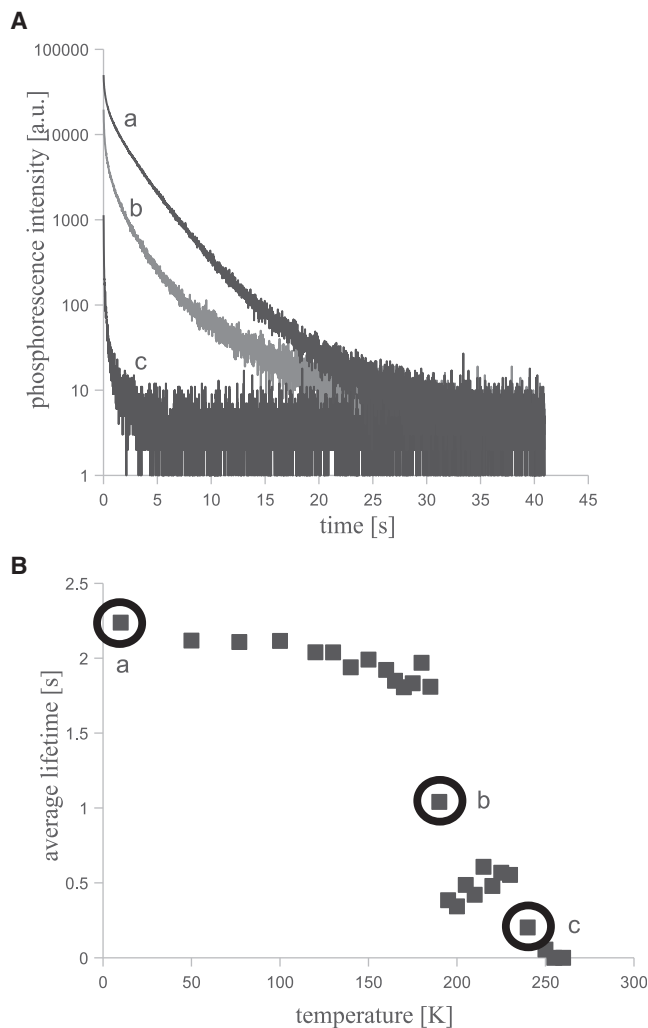 A
phosphorescence intensity [a.u.]
100000
10000
1000
100
10
1
a
b
c
0 5 10 15 20 25 30 35 40 45
time [s]
B
average lifetime [s]
2.5
2
1.5
1
0.5
0
a
b
c
0 50 100 150 200 250 300
temperature [K]